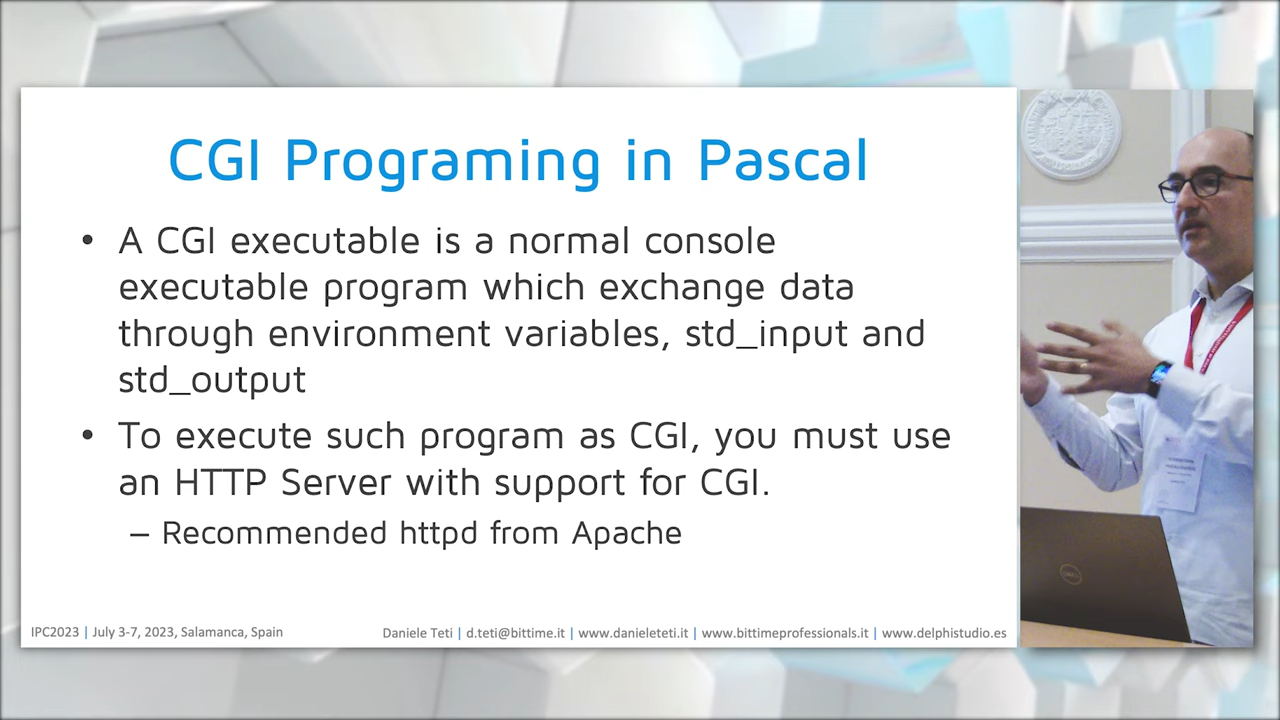 CGI Programing in Pascal
• A CGI executable is a normal console
executable program which exchange data
through environment variables, std_input and
std_output
• To execute such program as CGI, you must use
an HTTP Server with support for CGI.
– Recommended httpd from Apache
IPC2023 | July 3-7, 2023, Salamanca, Spain
Daniele Teti | d.teti@bittime.it | www.danieleteti.it | www.bittimeprofessionals.it | www.delphistudio.es
DELL